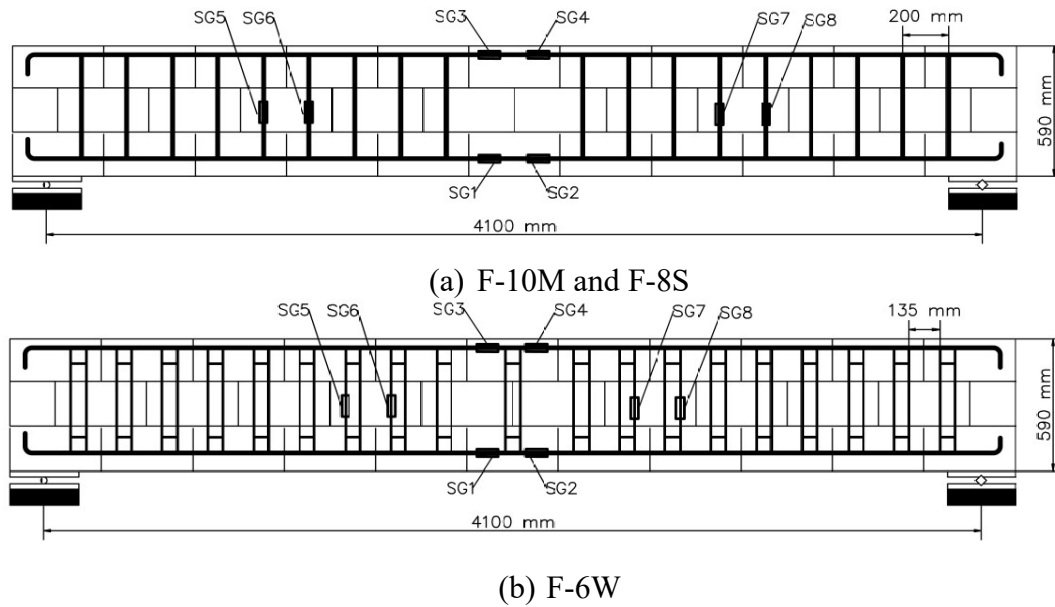 SG5 SG6 SG3 SG4 SG7 SG8 200 mm
590 mm
SG1 SG2
4100 mm
(a) F-10M and F-8S
SG5 SG6 SG3 SG4 SG7 SG8 135 mm
590 mm
SG1 SG2
4100 mm
(b) F-6W